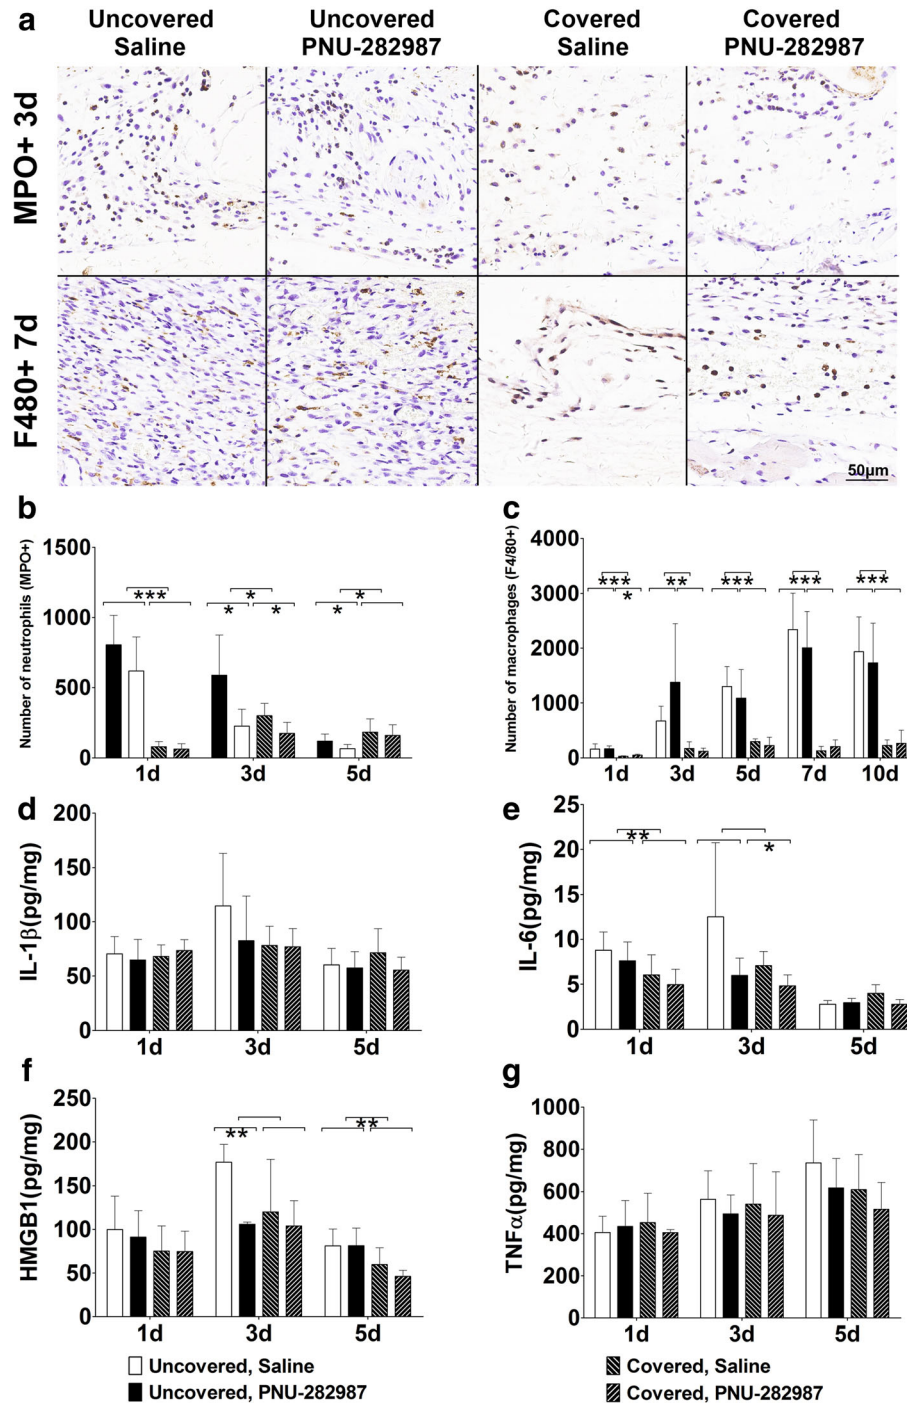 a
Uncovered Saline
Uncovered PNU-282987
Covered Saline
Covered PNU-282987
MPO+ 3d
F480+ 7d
50µm
b
Number of neutrophils (MPO+)
1500
1000
500
0
***
*
*
*
*
*
1d
3d
5d
c
Number of macrophages (F4/80+)
4000
3000
2000
1000
0
***
*
**
***
***
***
1d
3d
5d
7d
10d
d
IL-1β(pg/mg)
200
150
100
50
0
1d
3d
5d
e
IL-6(pg/mg)
25
20
15
10
5
0
**
*
1d
3d
5d
f
HMGB1(pg/mg)
250
200
150
100
50
0
**
**
1d
3d
5d
g
TNFα(pg/mg)
1000
800
600
400
200
0
1d
3d
5d
Uncovered, Saline
Uncovered, PNU-282987
Covered, Saline
Covered, PNU-282987